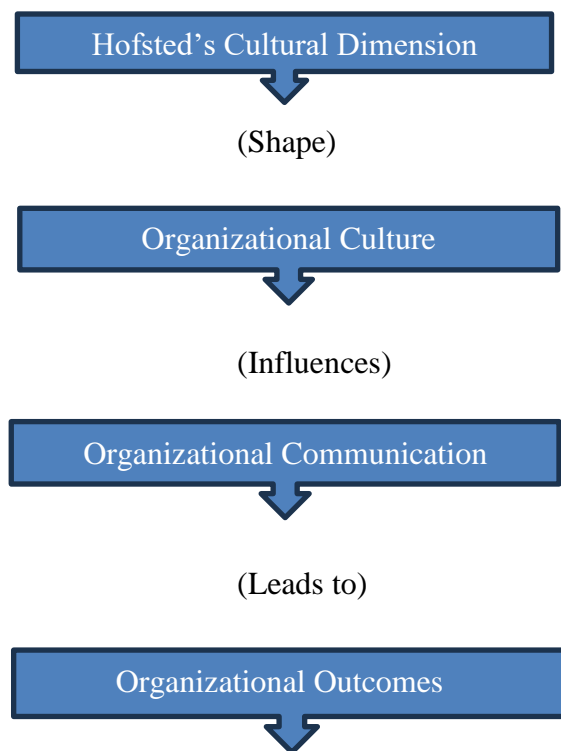 Hofsted’s Cultural Dimension
(Shape)
Organizational Culture
(Influences)
Organizational Communication
(Leads to)
Organizational Outcomes